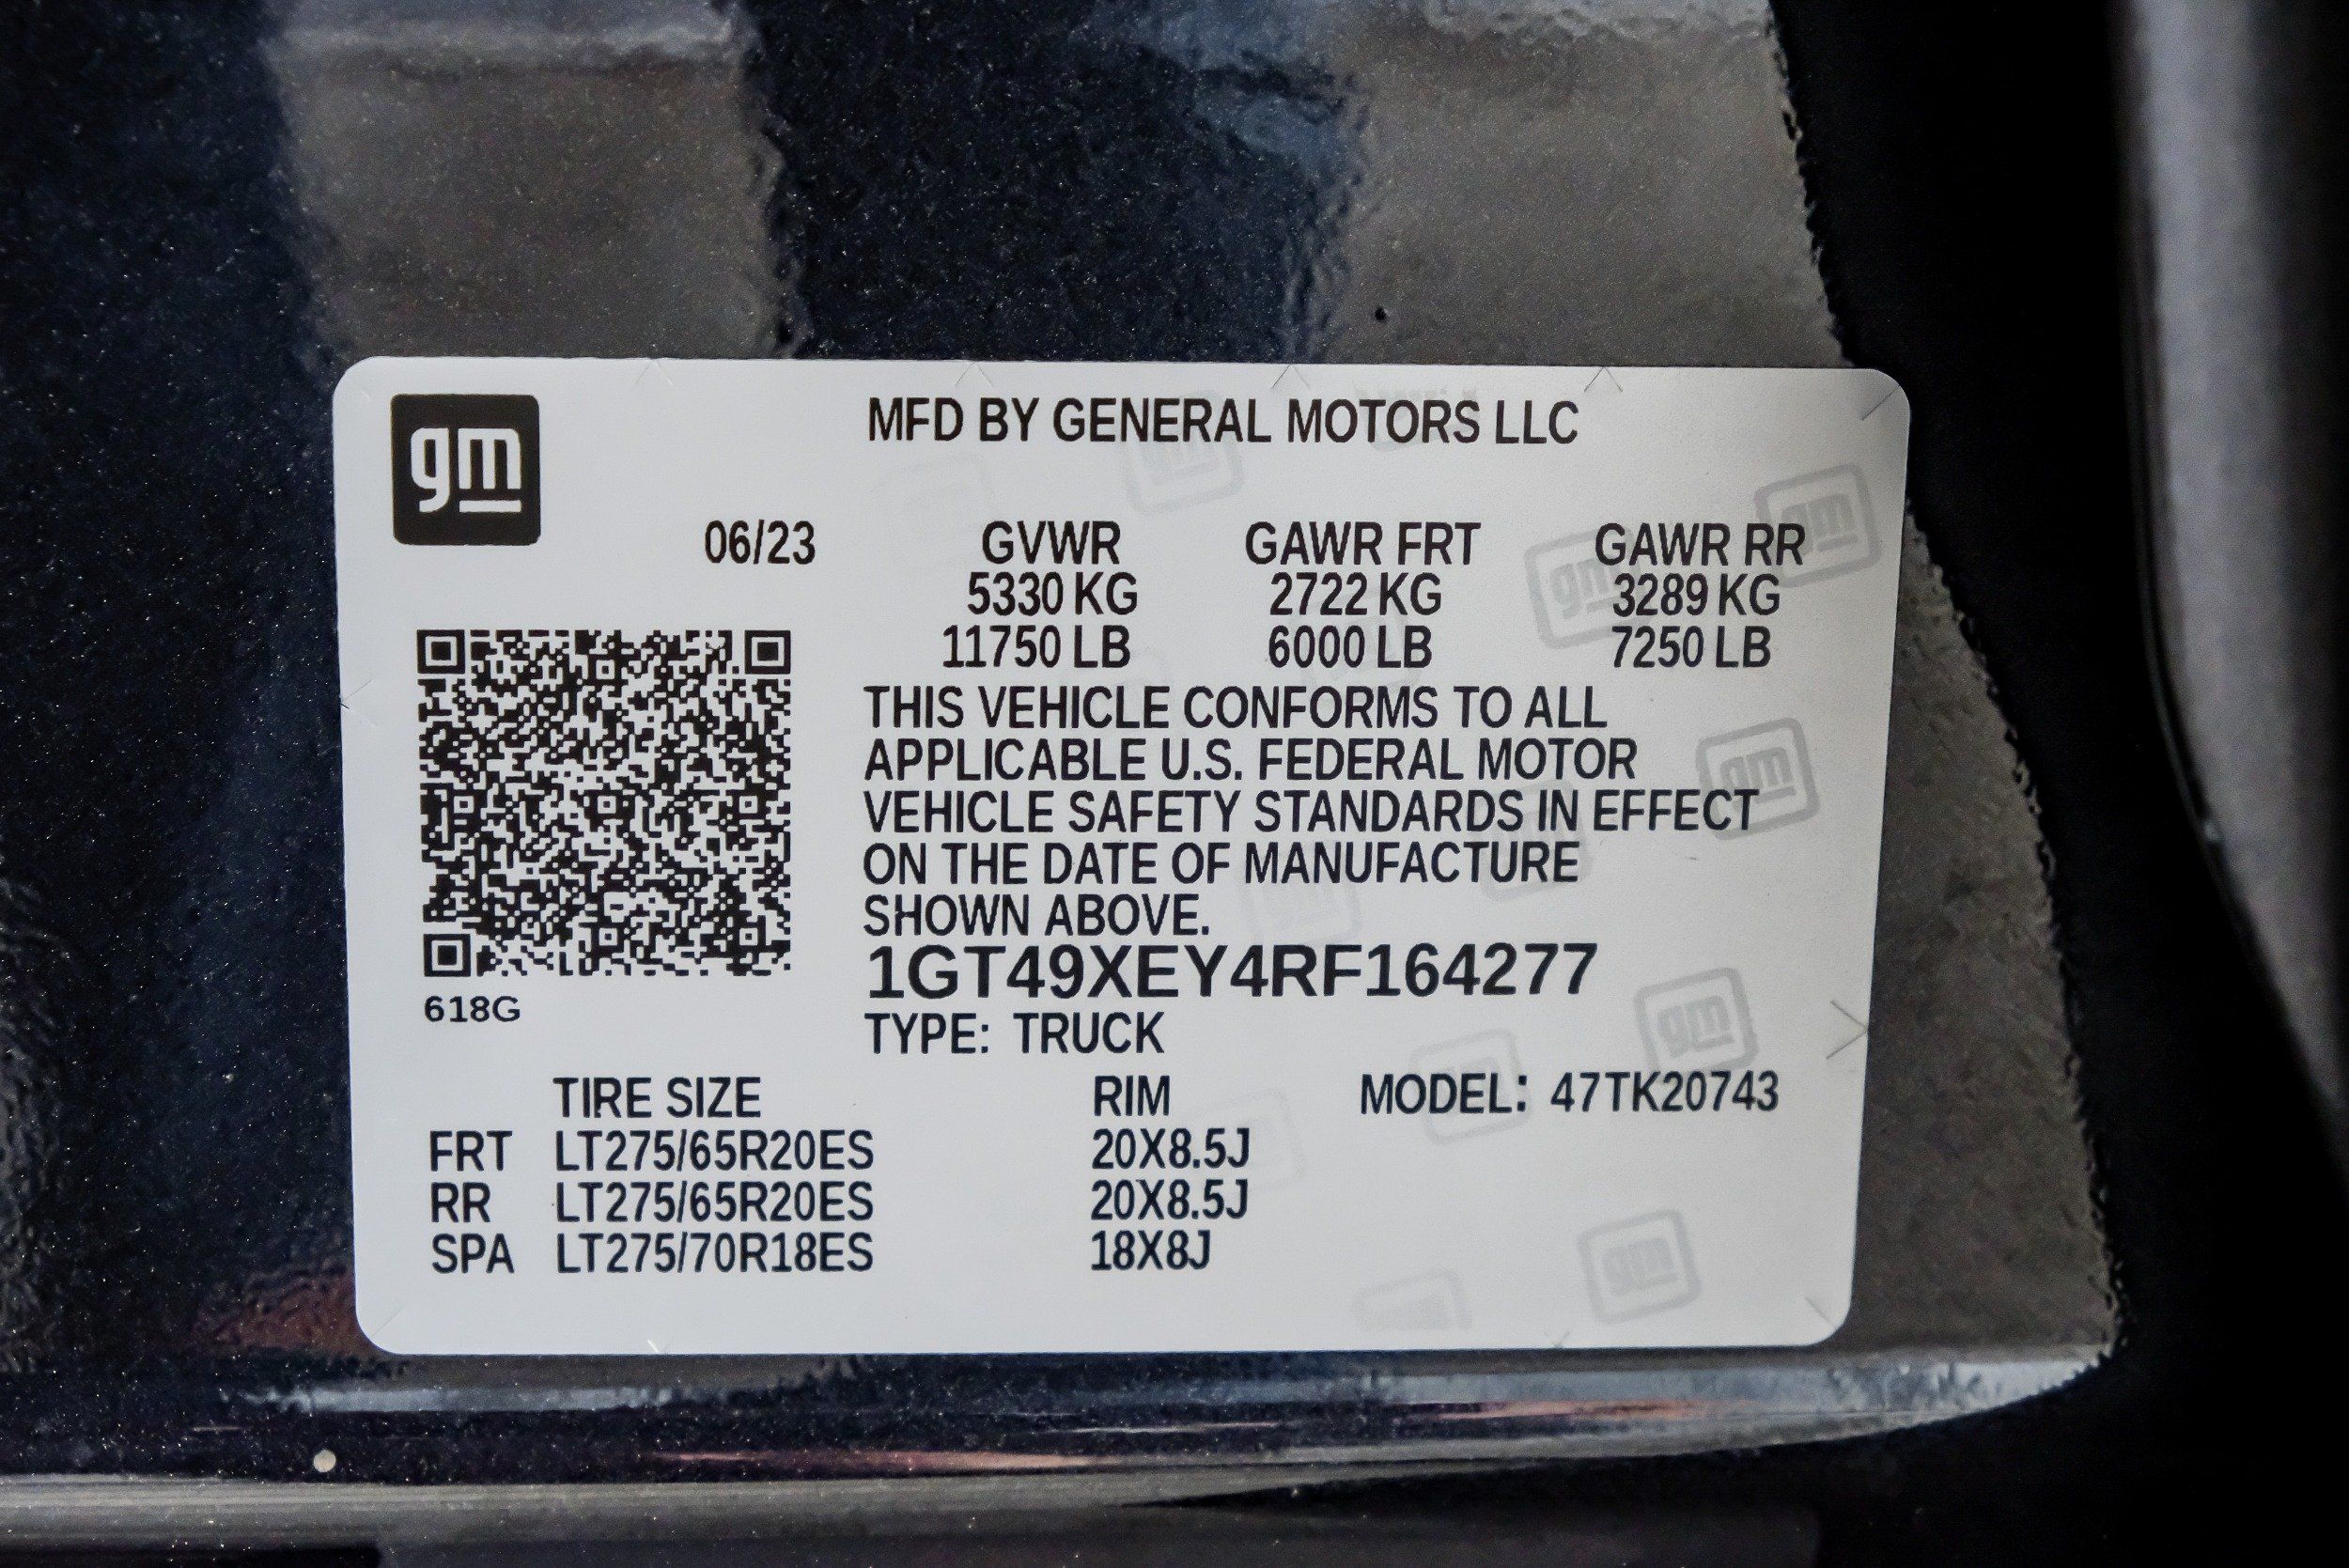 gm
MFD BY GENERAL MOTORS LLC
06/23 GVWR GAWR FRT GAWR RR
5330 KG 2722 KG 3289 KG
11750 LB 6000 LB 7250 LB
THIS VEHICLE CONFORMS TO ALL
APPLICABLE U.S. FEDERAL MOTOR
VEHICLE SAFETY STANDARDS IN EFFECT
ON THE DATE OF MANUFACTURE
SHOWN ABOVE.
1GT49XEY4RF164277
618G
TYPE: TRUCK
TIRE SIZE RIM MODEL: 47TK20743
FRT LT275/65R20ES 20X8.5J
RR LT275/65R20ES 20X8.5J
SPA LT275/70R18ES 18X8J